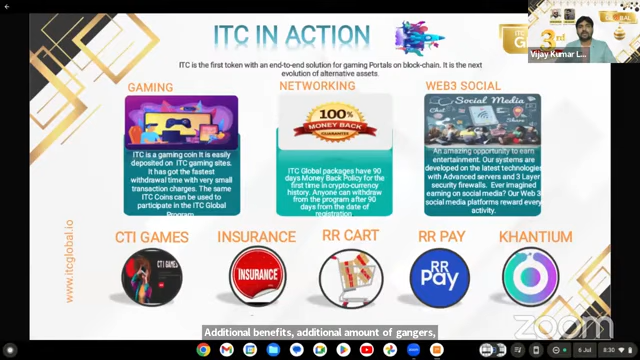 ITC IN ACTION
GLOBAL
3rd
Vijay Kumar L...
ITC is the first token with an end-to-end solution for gaming Portals on block-chain. It is the next
evolution of alternative assets.
GAMING
NETWORKING
WEB3 SOCIAL
100%
MONEY BACK
GUARANTEE
Social Media
Chat
Share
ITC is a gaming coin It is easily
deposited on ITC gaming sites.
It has got the fastest
withdrawal time with very small
transaction charges. The same
ITC Coins can be used to
participate in the ITC Global
Program
ITC Global packages have 90
days Money Back Policy for the
first time in crypto-currency
history. Anyone can withdraw
from the program after 90
days from the date of
registration
An amazing opportunity to earn
entertainment. Our systems are
developed on the latest technologies
with Advanced servers and 3 Layer
security firewalls. Ever imagined
earning on social media? Our Web 3
social media platforms reward every
activity.
www.itcglobal.io
CTI GAMES
INSURANCE
RR CART
RR PAY
KHANTIUM
CTI GAMES
INSURANCE
RR
Pay
zoom
Additional benefits, additional amount of gangers,
6 Jul
8:30